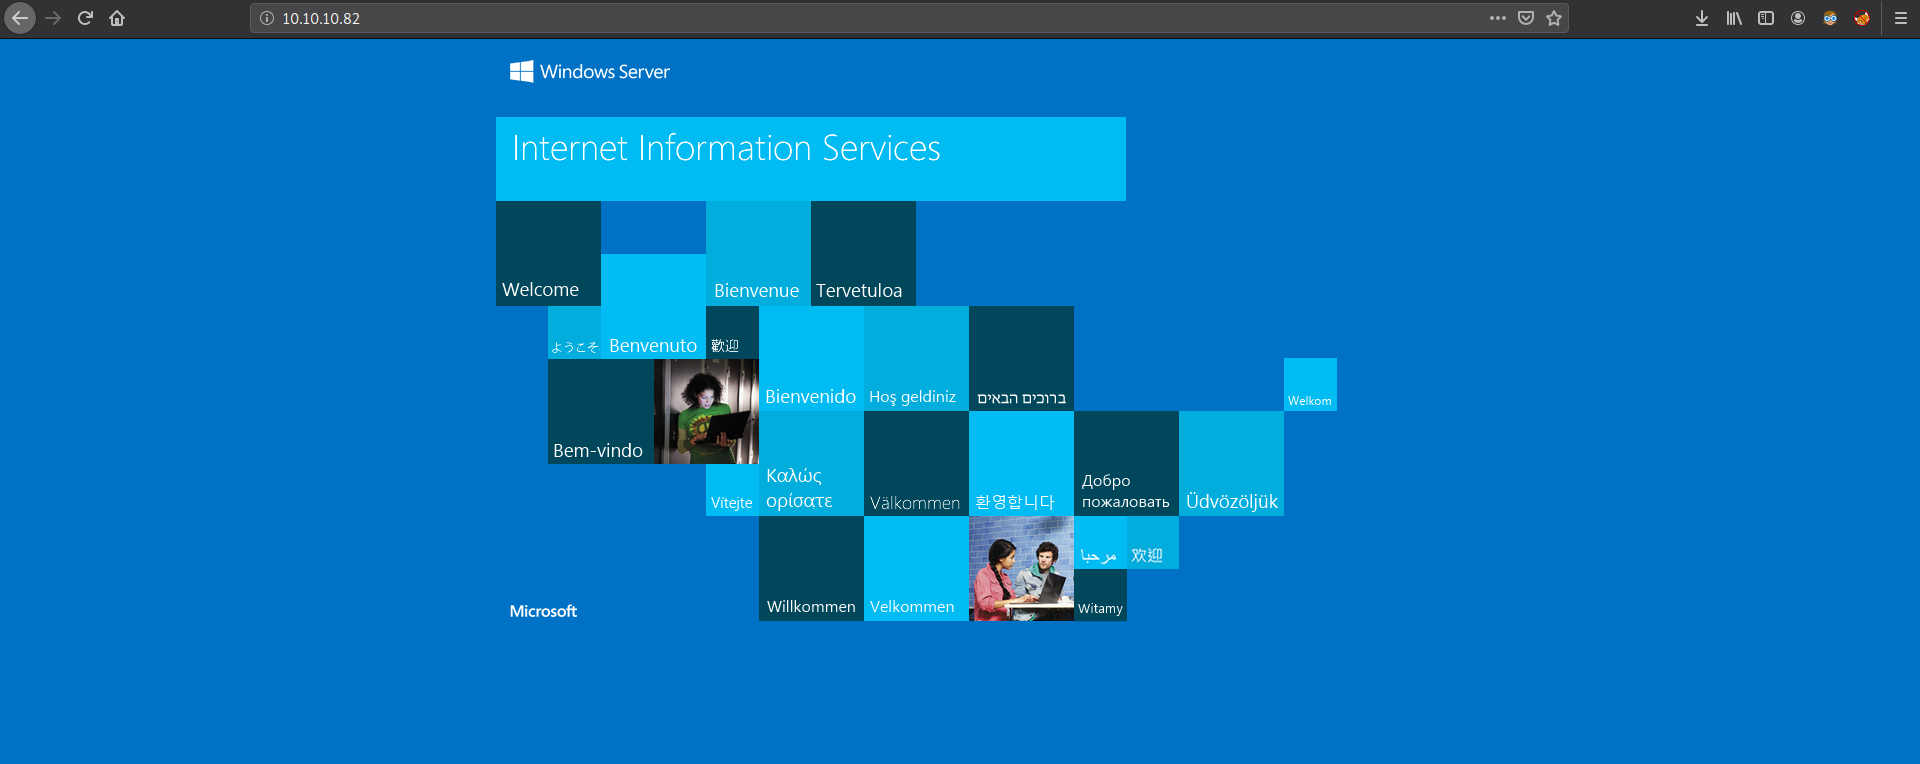 10.10.10.82
Windows Server
Internet Information Services
Welcome
Bienvenue
Tervetuloa
ようこそ
Benvenuto
歡迎
Bienvenido
Hoş geldiniz
ברוכים הבאים
Welkom
Bem-vindo
Vítejte
Καλώς
ορίσατε
Välkommen
환영합니다
Добро
пожаловать
Üdvözöljük
مرحبا
欢迎
Willkommen
Velkommen
Witamy
Microsoft